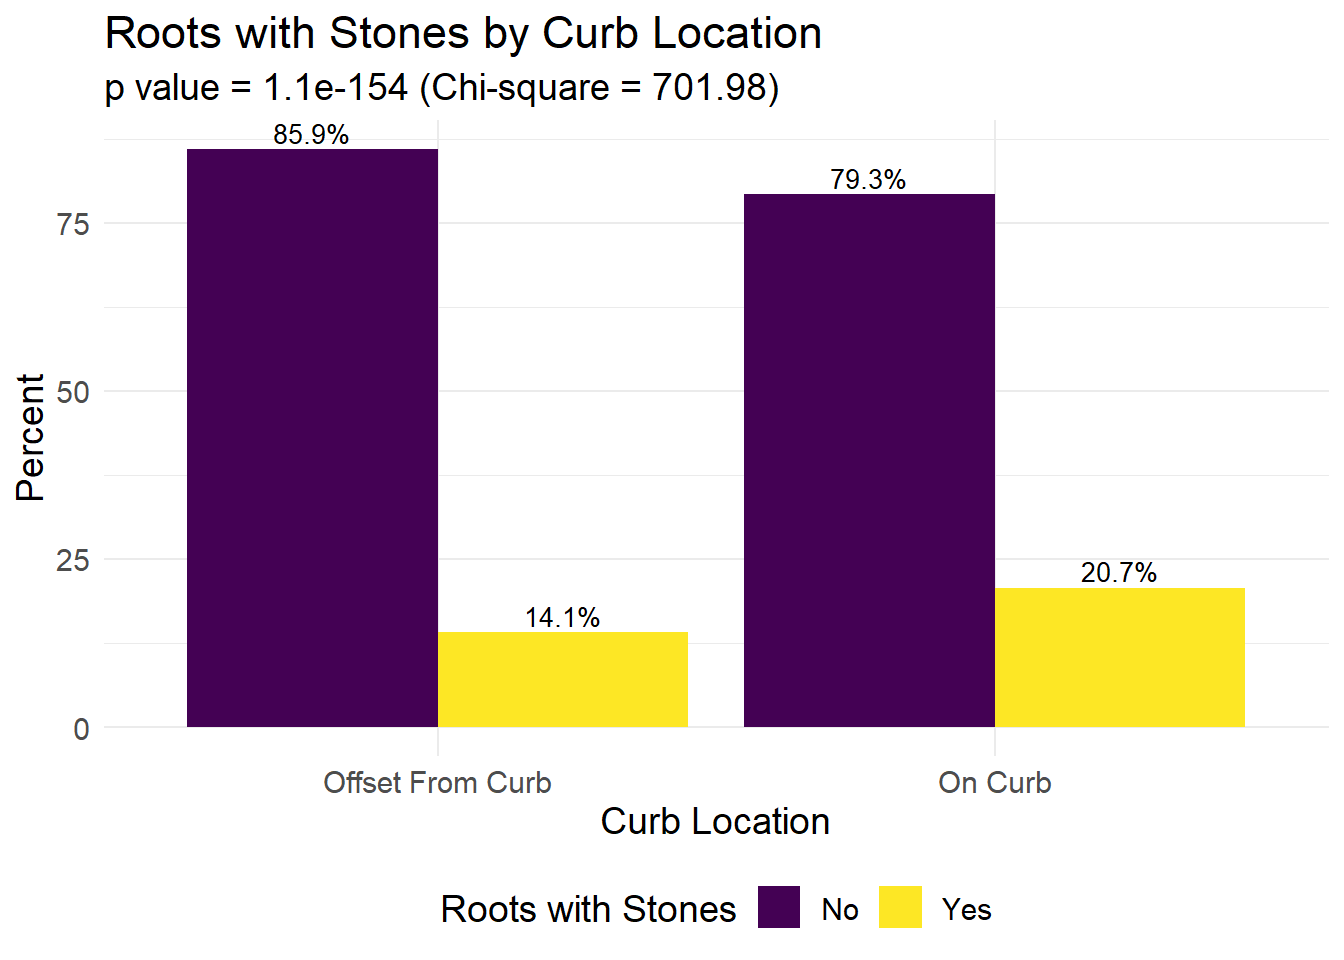 Roots with Stones by Curb Location
p value = 1.1e-154 (Chi-square = 701.98)
85.9%
79.3%
75
50
Percent
25
20.7%
14.1%
0
Offset From Curb
On Curb
Curb Location
Roots with Stones No Yes